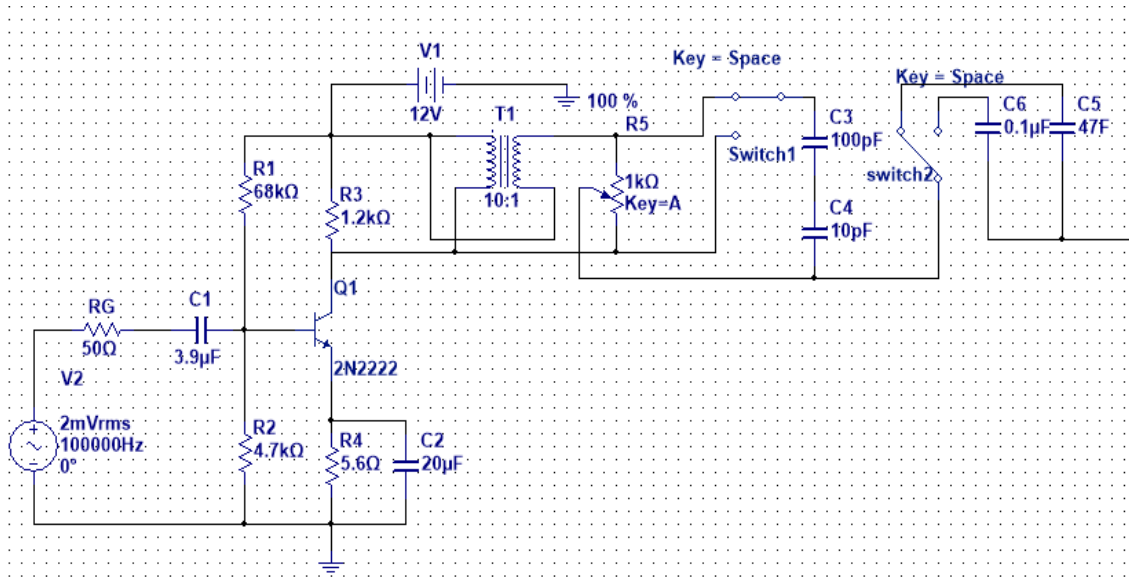 V1
12V
Key = Space
100 %
T1
10:1
R5
1kΩ
Key=A
Switch1
C3
100pF
C4
10pF
Key = Space
C6
0.1µF
C5
47F
switch2
R1
68kΩ
R3
1.2kΩ
Q1
2N2222
RG
50Ω
C1
3.9µF
V2
2mVrms
100000Hz
0°
R2
4.7kΩ
R4
5.6Ω
C2
20µF